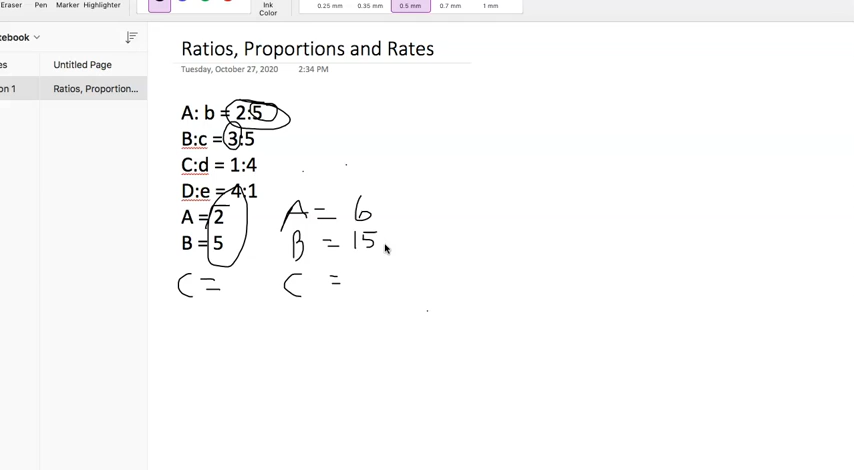 Eraser Pen Marker Highlighter Ink Color 0.25 mm 0.35 mm 0.5 mm 0.7 mm 1 mm
tebook
es Untitled Page
on 1 Ratios, Proportion...
Ratios, Proportions and Rates
Tuesday, October 27, 2020 2:34 PM
A: b = 2:5
B:c = 3:5
C:d = 1:4
D:e = 4:1
A = 2 A = 6
B = 5 B = 15
C = C =